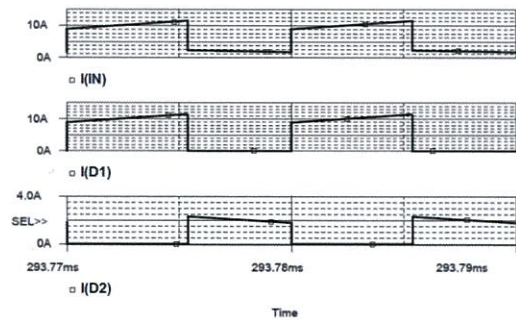 10A
0A
▫ I(IN)
10A
0A
▫ I(D1)
4.0A
SEL>>
0A
293.77ms 293.78ms 293.79ms
▫ I(D2)
Time